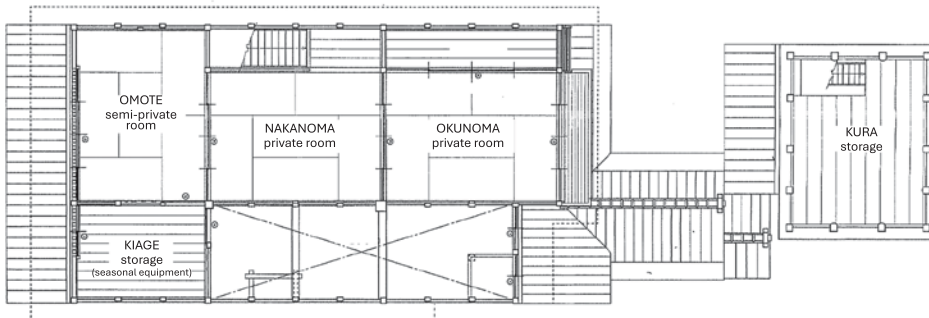 OMOTE
semi-private
room
NAKANOMA
private room
OKUNOMA
private room
KURA
storage
KIAGE
storage
(seasonal equipment)